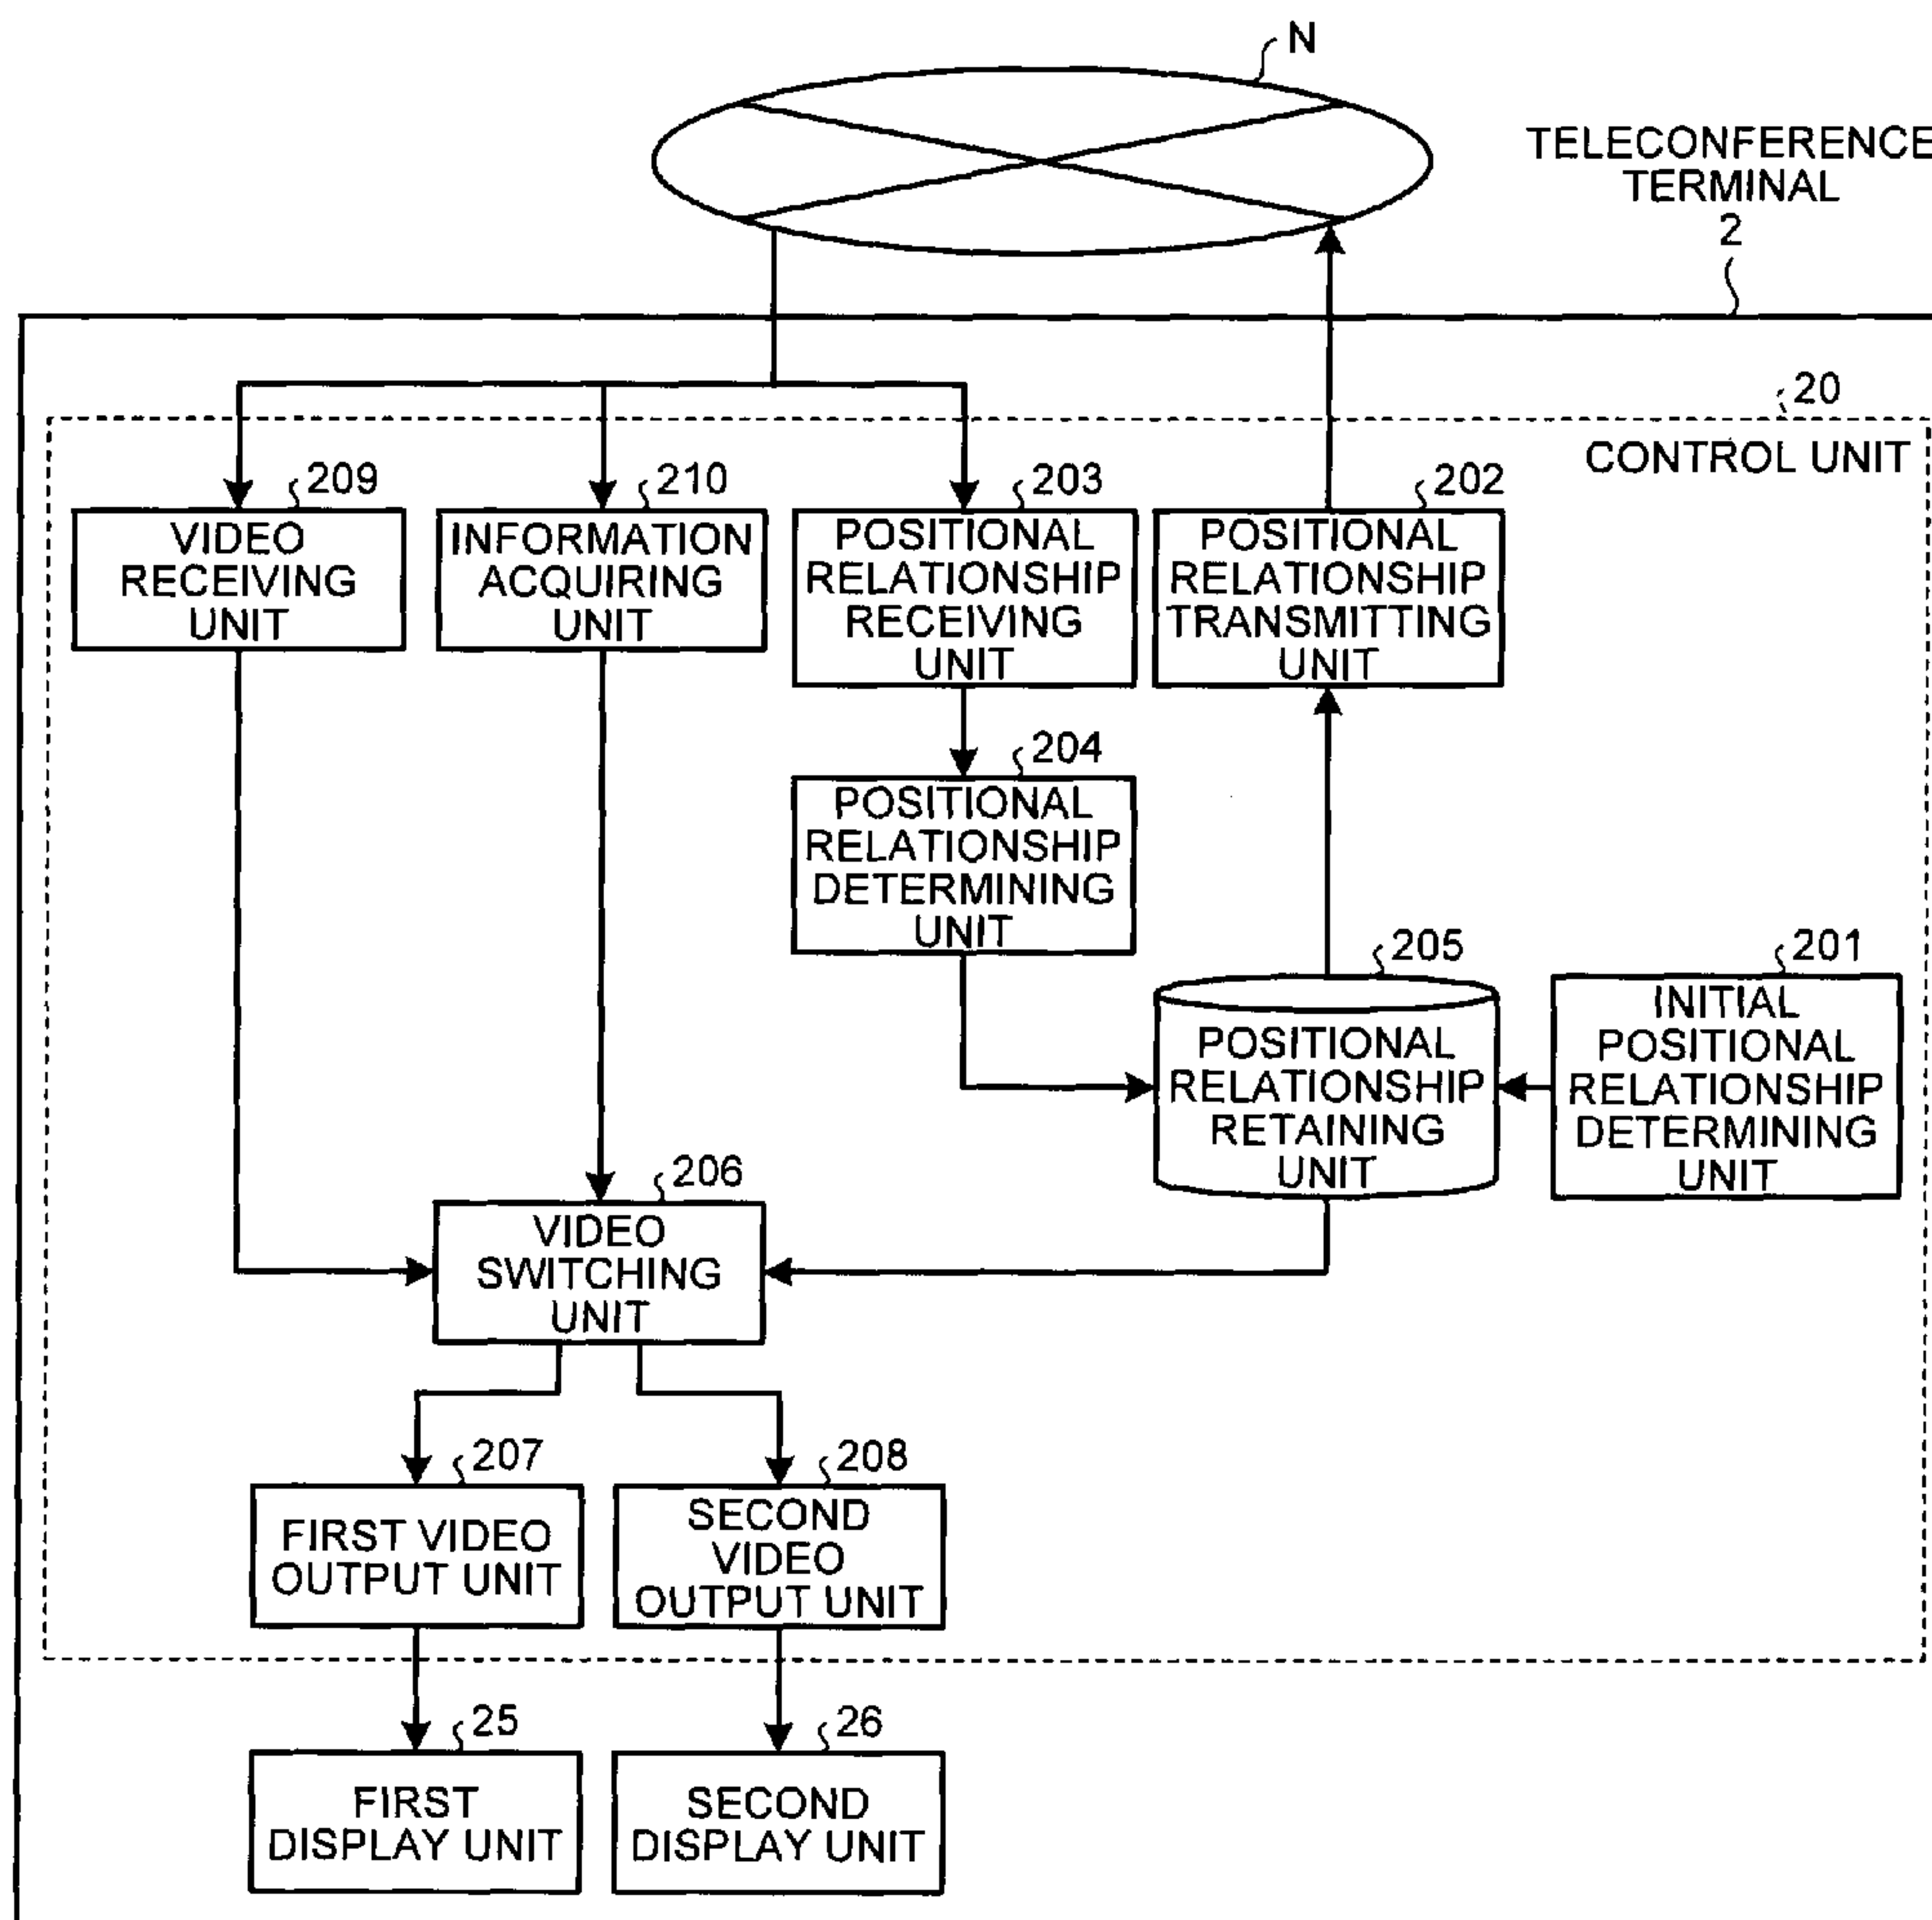 N
TELECONFERENCE
TERMINAL
2
20
CONTROL UNIT
209
VIDEO
RECEIVING
UNIT
210
INFORMATION
ACQUIRING
UNIT
203
POSITIONAL
RELATIONSHIP
RECEIVING
UNIT
202
POSITIONAL
RELATIONSHIP
TRANSMITTING
UNIT
204
POSITIONAL
RELATIONSHIP
DETERMINING
UNIT
205
POSITIONAL
RELATIONSHIP
RETAINING
UNIT
201
INITIAL
POSITIONAL
RELATIONSHIP
DETERMINING
UNIT
206
VIDEO
SWITCHING
UNIT
207
FIRST VIDEO
OUTPUT UNIT
208
SECOND
VIDEO
OUTPUT UNIT
25
FIRST
DISPLAY UNIT
26
SECOND
DISPLAY UNIT